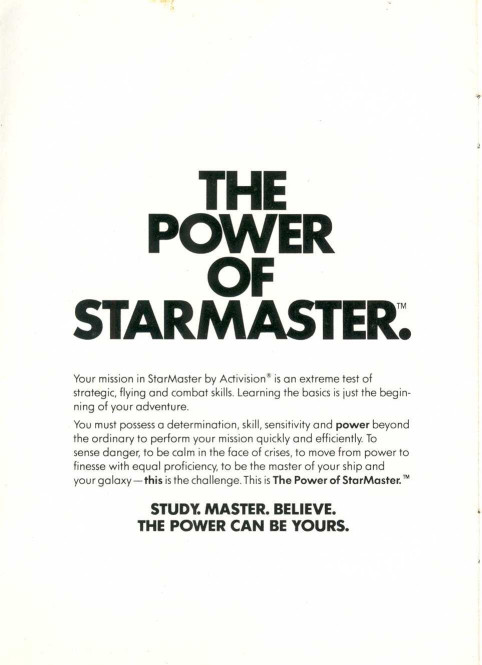 THE
POWER
OF
STARMASTER.™
Your mission in StarMaster by Activision® is an extreme test of
strategic, flying and combat skills. Learning the basics is just the begin-
ning of your adventure.
You must possess a determination, skill, sensitivity and power beyond
the ordinary to perform your mission quickly and efficiently. To
sense danger, to be calm in the face of crises, to move from power to
finesse with equal proficiency, to be the master of your ship and
your galaxy—this is the challenge. This is The Power of StarMaster.™
STUDY. MASTER. BELIEVE.
THE POWER CAN BE YOURS.